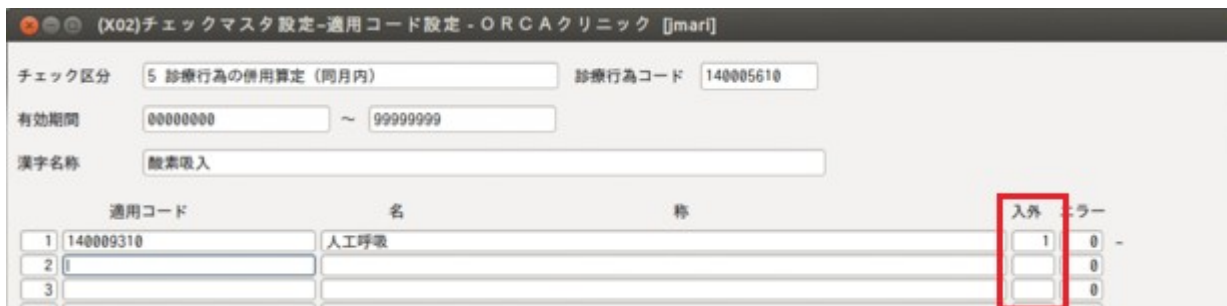 (X02)チェックマスタ設定-適用コード設定 - ＯＲＣＡクリニック [jmari]
チェック区分 5 診療行為の併用算定（同月内） 診療行為コード 140005610
有効期間 00000000 ～ 99999999
漢字名称 酸素吸入
適用コード 名 称 入外 エラー
1 140009310 人工呼吸 1 0 -
2 0
3 0